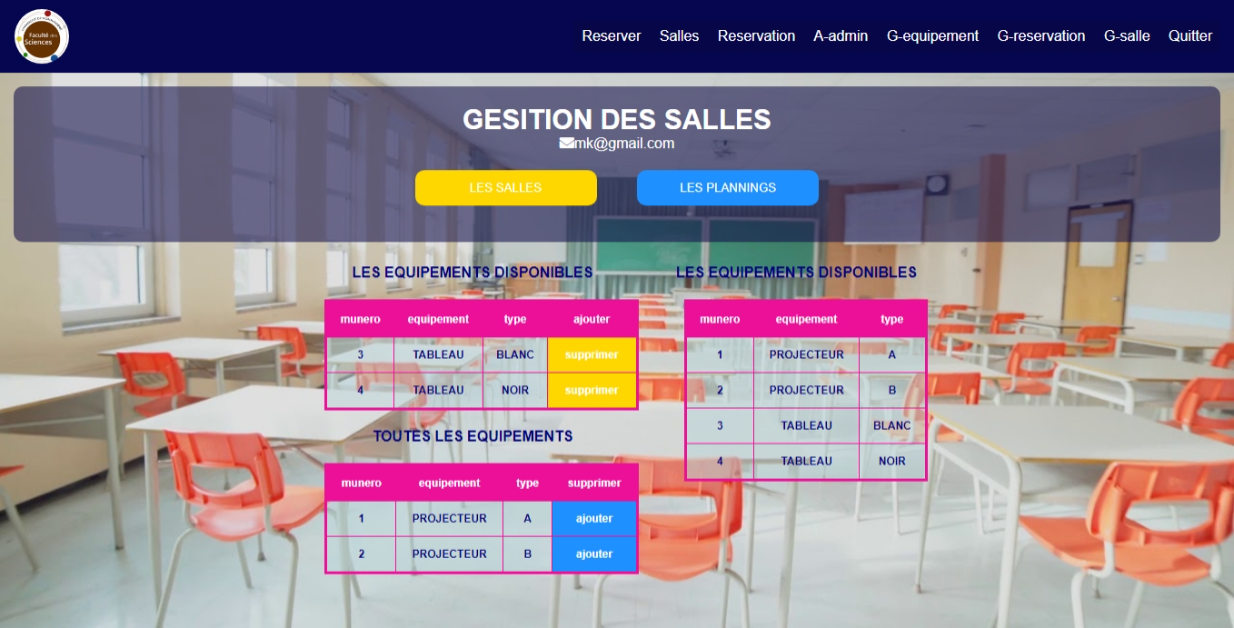 Faculté des
Sciences
Reserver Salles Reservation A-admin G-equipement G-reservation G-salle Quitter
GESITION DES SALLES
mk@gmail.com
LES SALLES LES PLANNINGS
LES EQUIPEMENTS DISPONIBLES
munero equipement type ajouter
3 TABLEAU BLANC supprimer
4 TABLEAU NOIR supprimer
TOUTES LES EQUIPEMENTS
munero equipement type supprimer
1 PROJECTEUR A ajouter
2 PROJECTEUR B ajouter
LES EQUIPEMENTS DISPONIBLES
munero equipement type
1 PROJECTEUR A
2 PROJECTEUR B
3 TABLEAU BLANC
4 TABLEAU NOIR